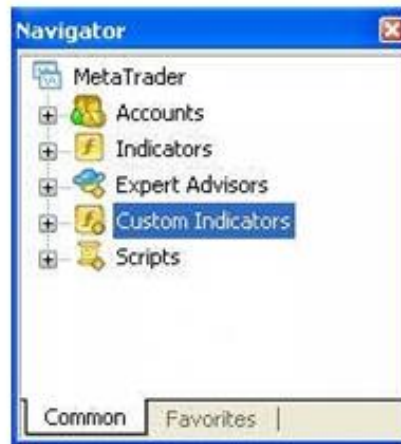 Navigator
MetaTrader
Accounts
Indicators
Expert Advisors
Custom Indicators
Scripts
Common Favorites